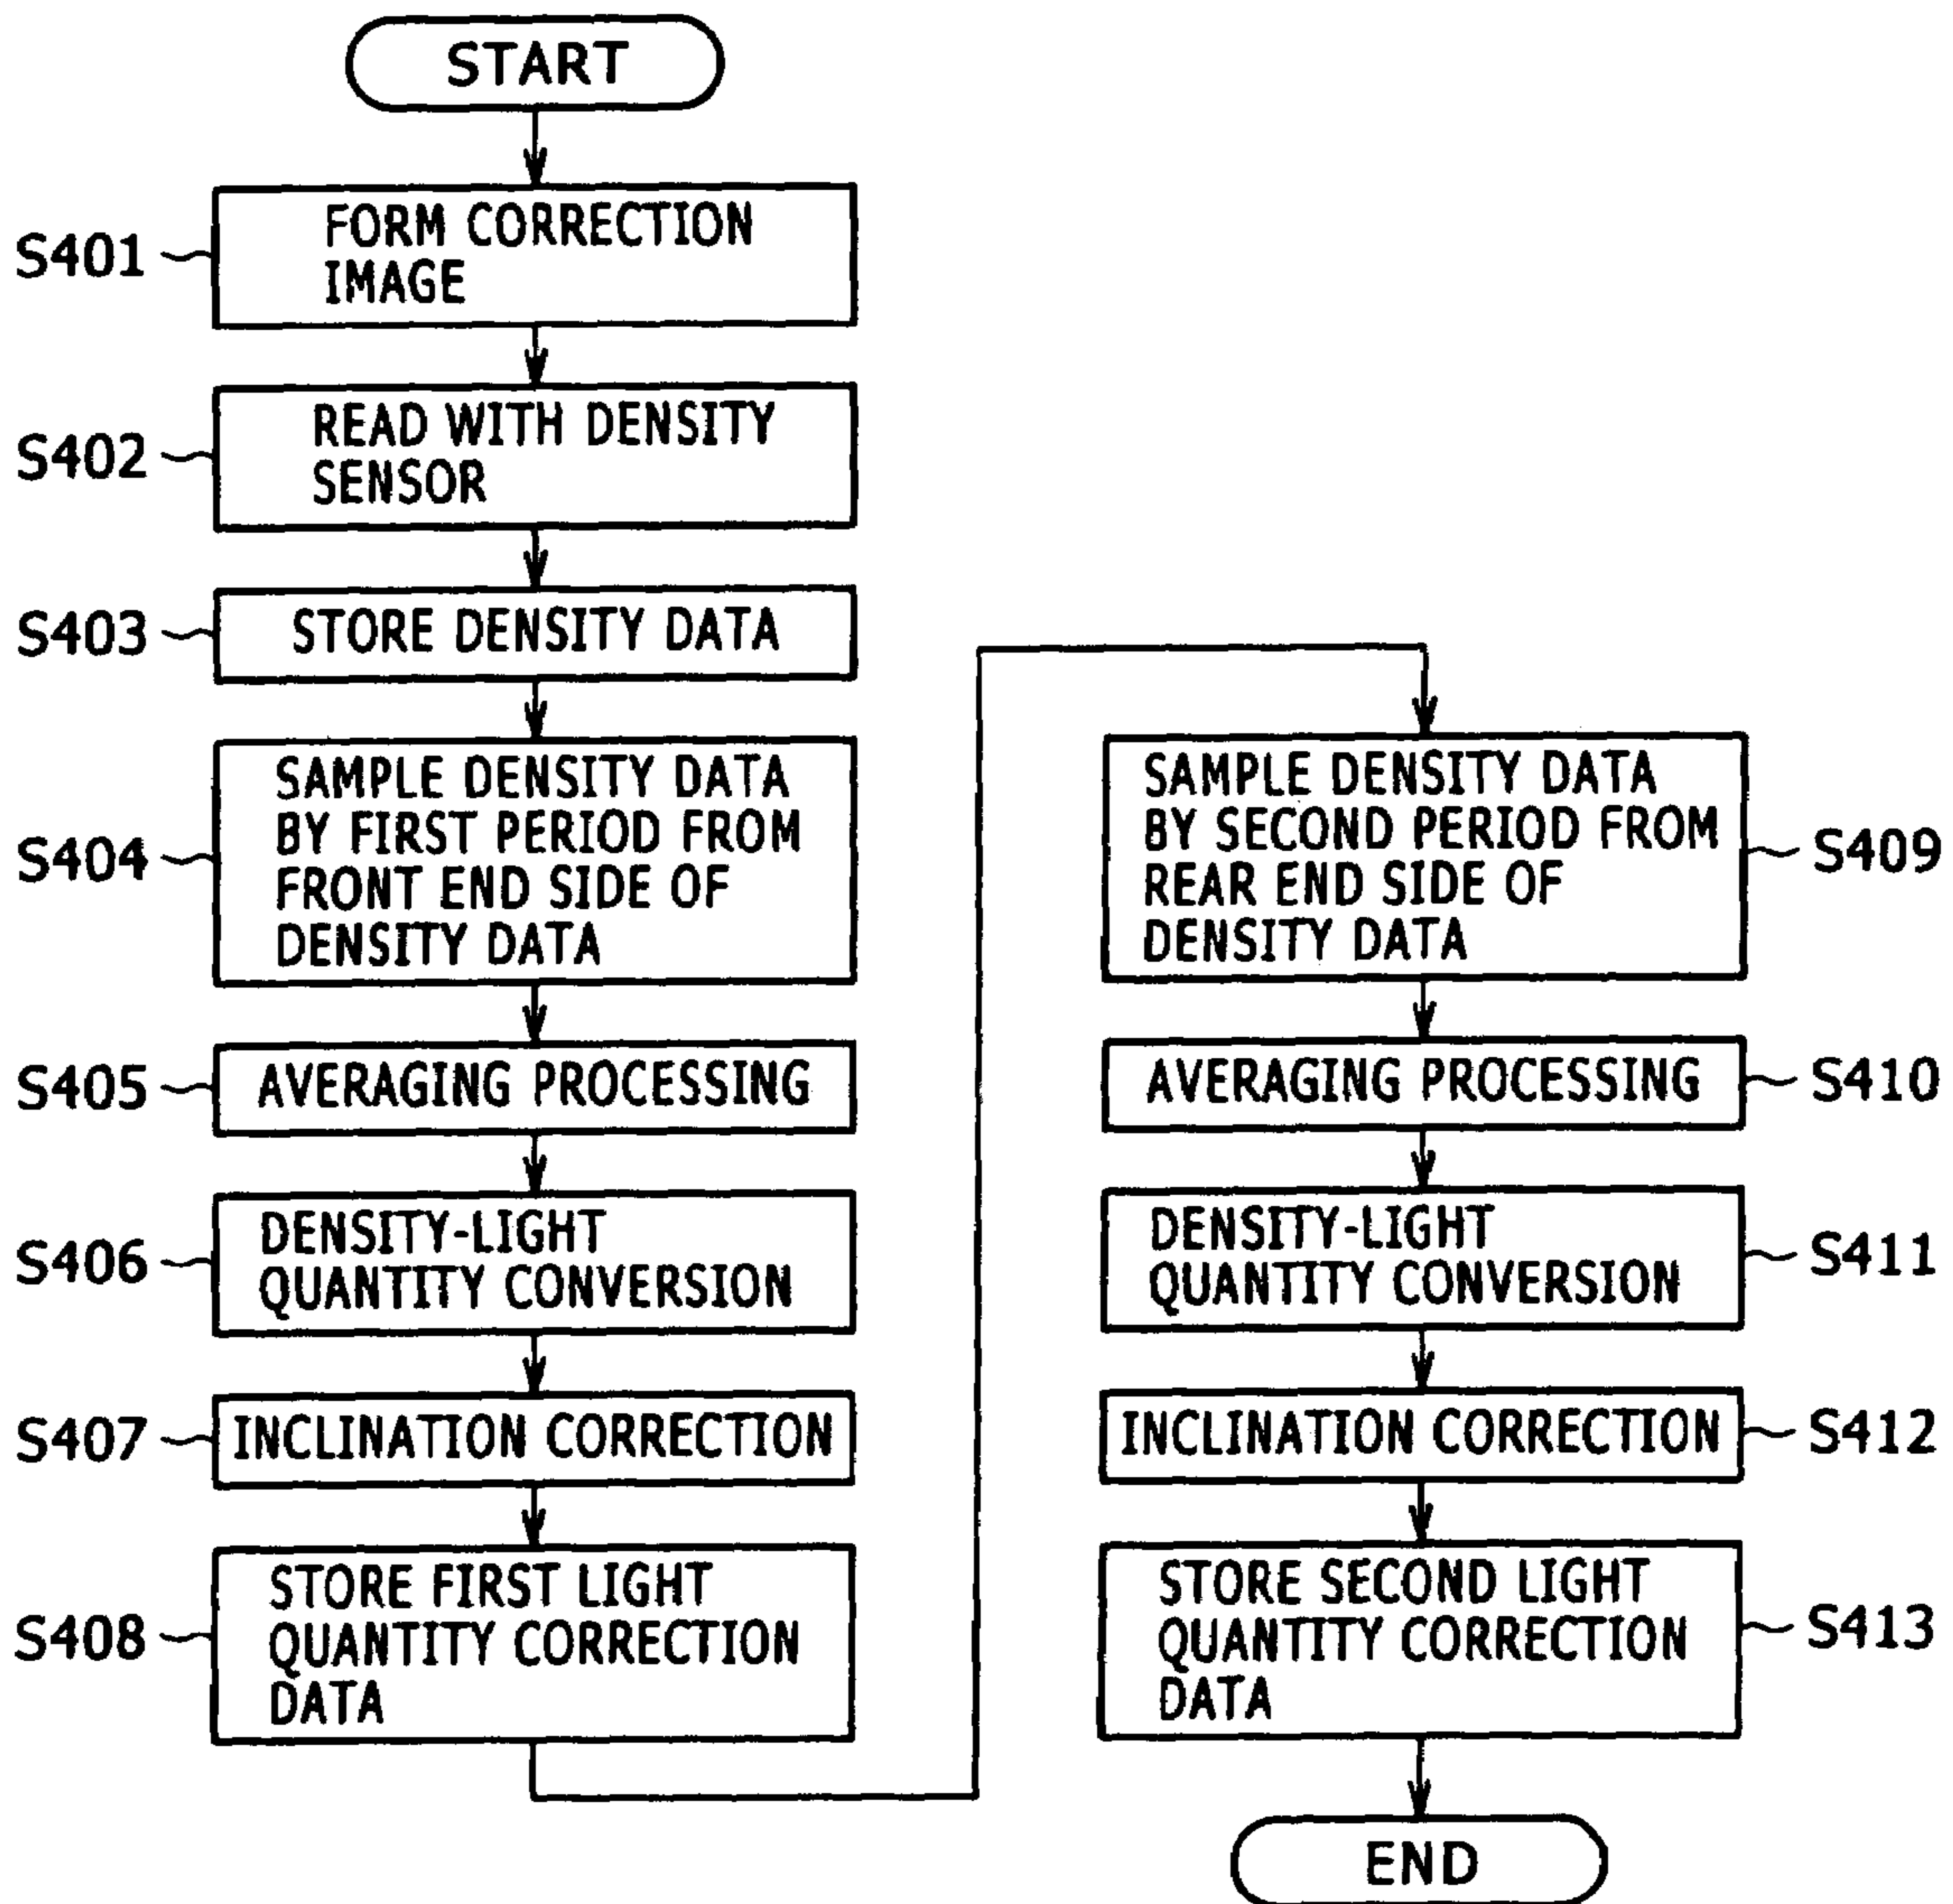 START
S401
FORM CORRECTION
IMAGE
S402
READ WITH DENSITY
SENSOR
S403
STORE DENSITY DATA
S404
SAMPLE DENSITY DATA
BY FIRST PERIOD FROM
FRONT END SIDE OF
DENSITY DATA
S405
AVERAGING PROCESSING
S406
DENSITY-LIGHT
QUANTITY CONVERSION
S407
INCLINATION CORRECTION
S408
STORE FIRST LIGHT
QUANTITY CORRECTION
DATA
SAMPLE DENSITY DATA
BY SECOND PERIOD FROM
REAR END SIDE OF
DENSITY DATA
S409
AVERAGING PROCESSING
S410
DENSITY-LIGHT
QUANTITY CONVERSION
S411
INCLINATION CORRECTION
S412
STORE SECOND LIGHT
QUANTITY CORRECTION
DATA
S413
END